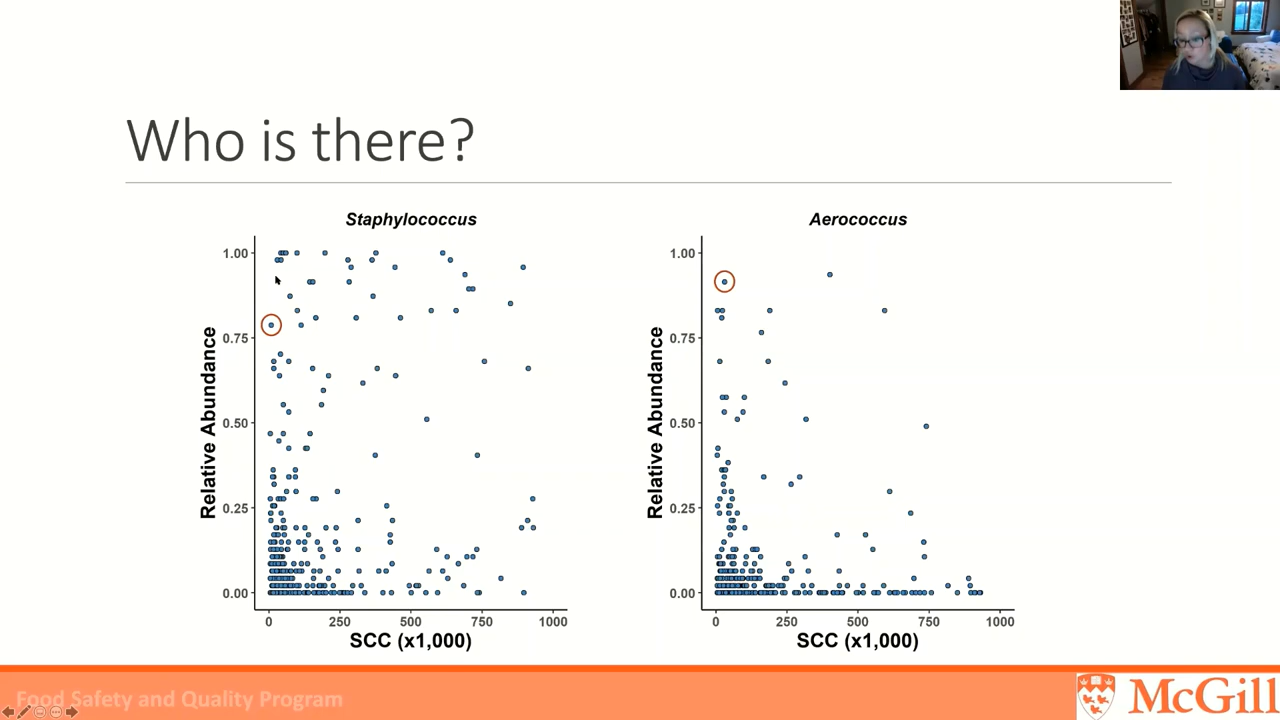 Who is there?
Staphylococcus
Relative Abundance
1.00
0.75
0.50
0.25
0.00
0
250
500
750
1000
SCC (x1,000)
Aerococcus
Relative Abundance
1.00
0.75
0.50
0.25
0.00
0
250
500
750
1000
SCC (x1,000)
Food Safety and Quality Program
McGill